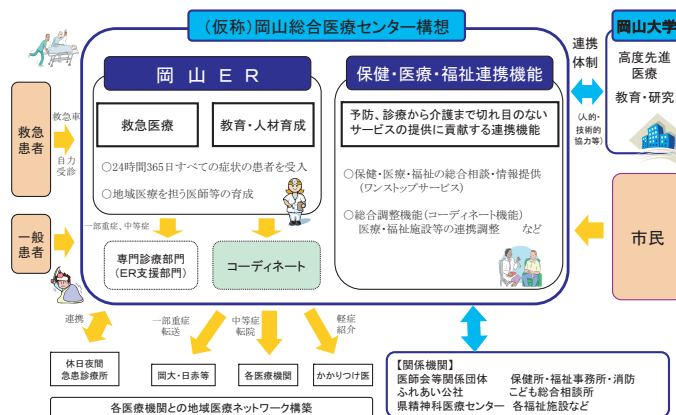 (仮称)岡山総合医療センター構想
岡山大学
連携
体制
高度先進
医療
教育・研究
(人的・
技術的
協力等)
岡 山 E R
保健・医療・福祉連携機能
救急
患者
救急車
自力
受診
救急医療
教育・人材育成
予防、診療から介護まで切れ目のない
サービスの提供に貢献する連携機能
○24時間365日すべての症状の患者を受入
○地域医療を担う医師等の育成
○保健・医療・福祉の総合相談・情報提供
(ワンストップサービス)
○総合調整機能(コーディネート機能)
医療・福祉施設等の連携調整 など
一般
患者
一部重症、中等症
専門診療部門
(ER支援部門)
コーディネート
市民
連携
一部重症
転送
中等症
転院
軽症
紹介
休日夜間
急患診療所
岡大・日赤等
各医療機関
かかりつけ医
各医療機関との地域医療ネットワーク構築
【関係機関】
医師会等関係団体 保健所・福祉事務所・消防
ふれあい公社 こども総合相談所
県精神科医療センター 各福祉施設など